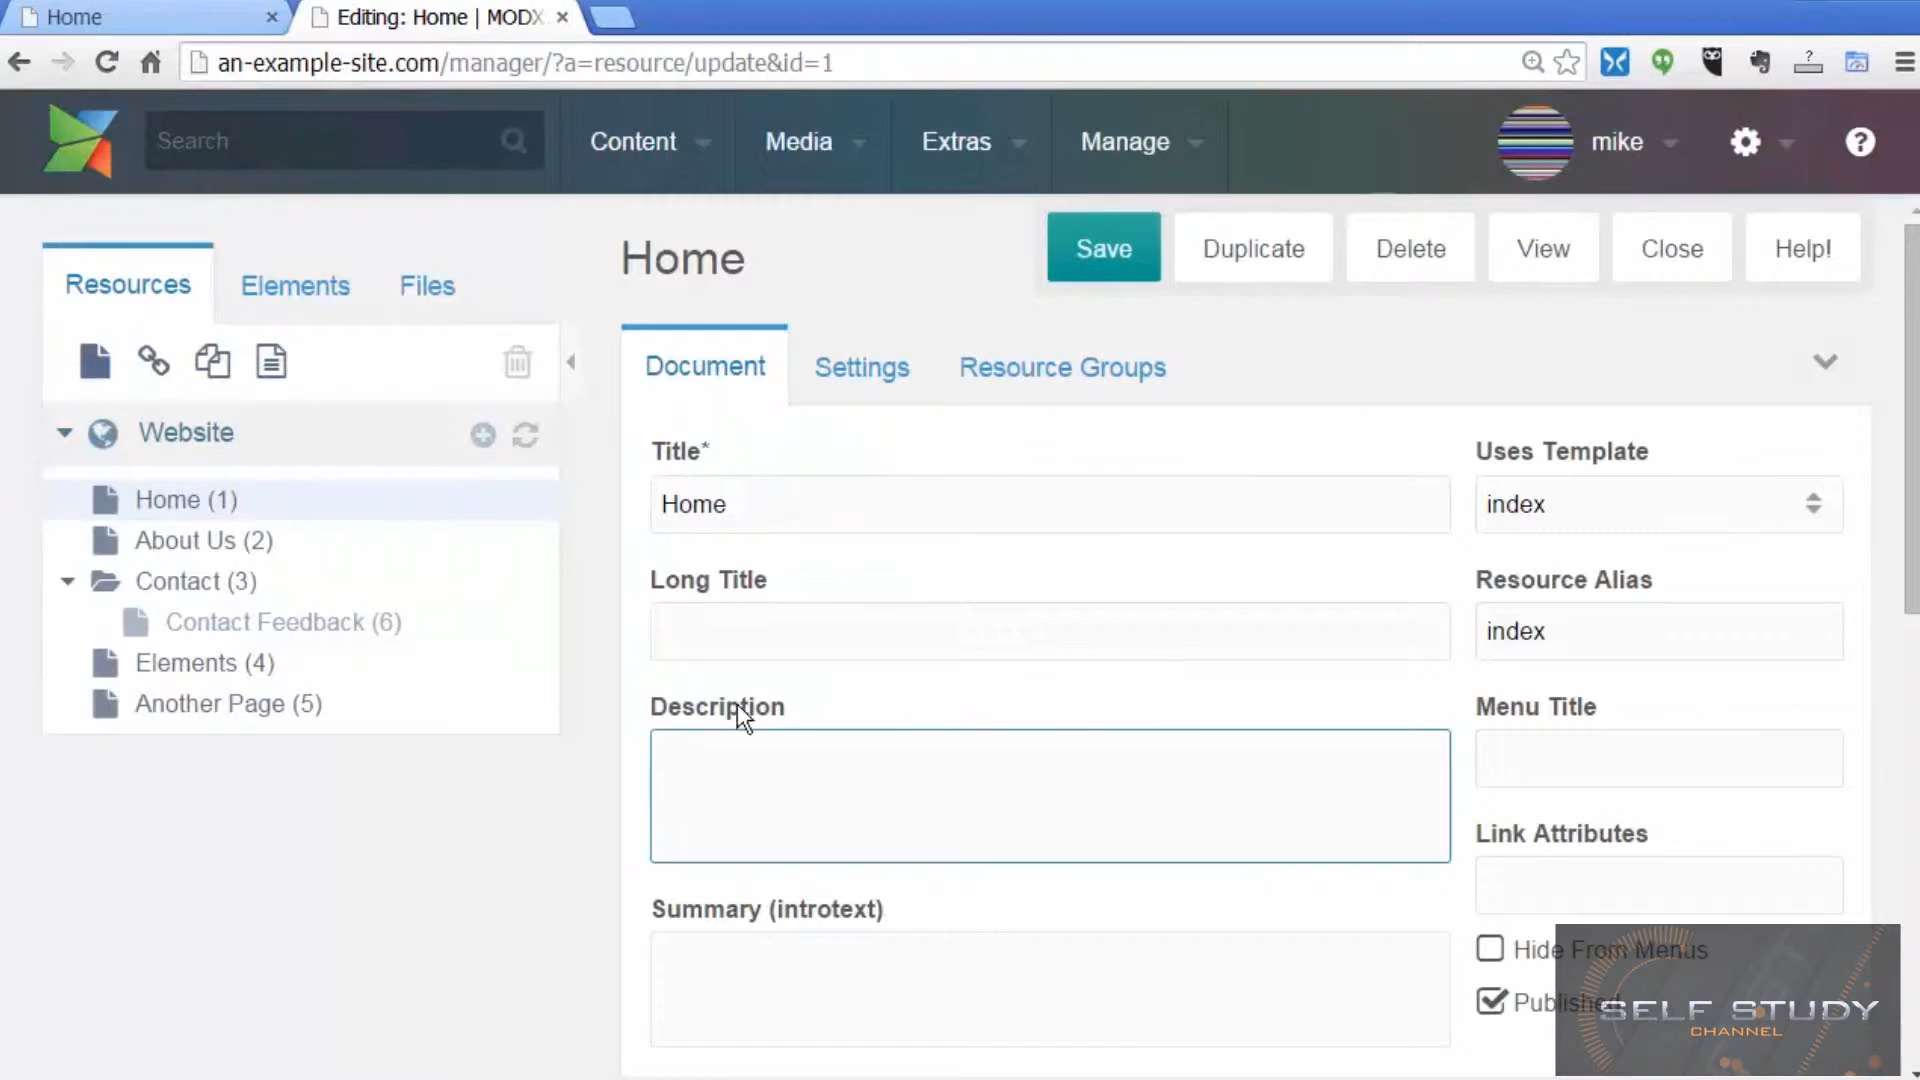 Home
Editing: Home | MODX
an-example-site.com/manager/?a=resource/update&id=1
Search
Content
Media
Extras
Manage
mike
Resources
Elements
Files
Home
Save
Duplicate
Delete
View
Close
Help!
Document
Settings
Resource Groups
Website
Home (1)
About Us (2)
Contact (3)
Contact Feedback (6)
Elements (4)
Another Page (5)
Title*
Home
Uses Template
index
Long Title
Resource Alias
index
Description
Menu Title
Link Attributes
Summary (introtext)
Hide From Menus
Published
SELF STUDY
CHANNEL